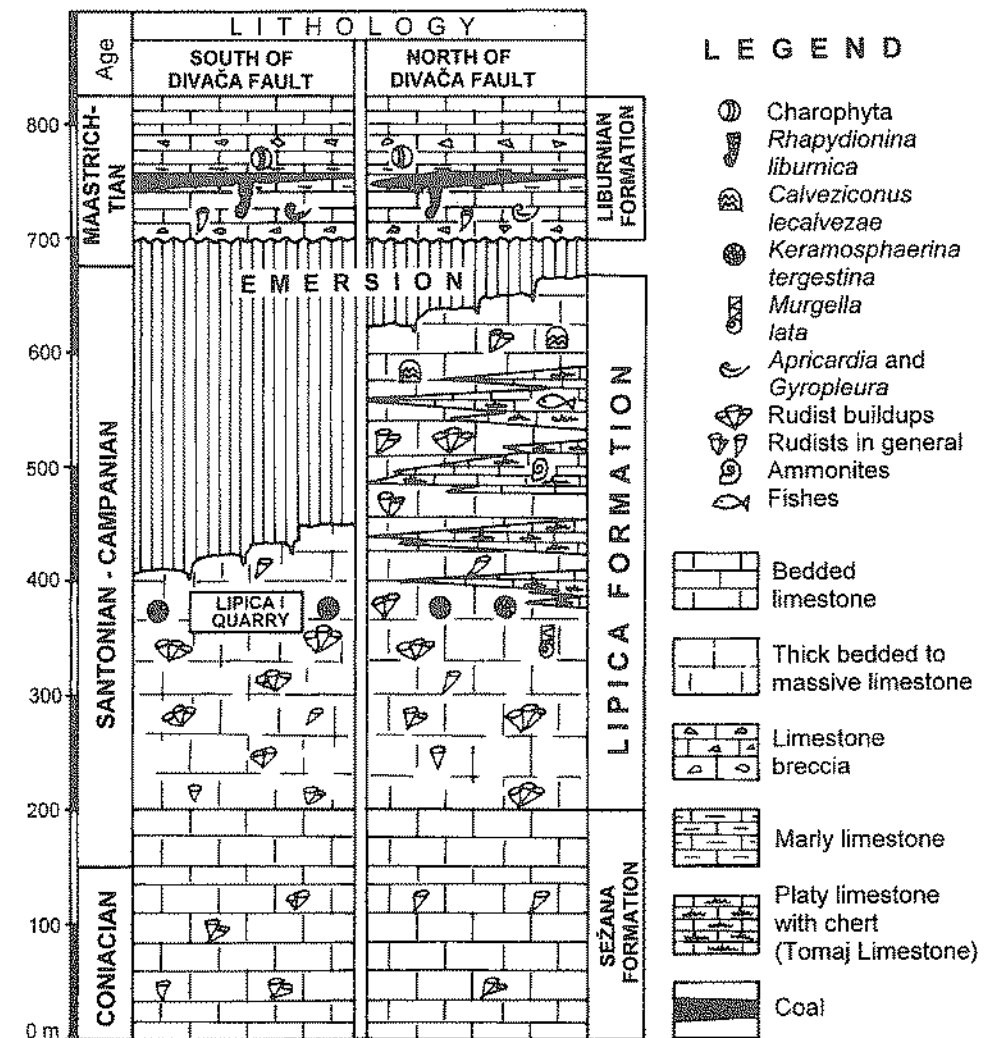 LITHOLOGY
Age
SOUTH OF
DIVAČA FAULT
NORTH OF
DIVAČA FAULT
800
700
600
500
400
300
200
100
0 m
MAASTRICH-
TIAN
SANTONIAN - CAMPANIAN
CONIACIAN
EMERSION
LIPICA I
QUARRY
LIBURNIAN
FORMATION
LIPICA FORMATION
SEŽANA
FORMATION
LEGEND
Charophyta
Rhapydionina
liburnica
Calveziconus
lecalvezae
Keramosphaerina
tergestina
Murgella
lata
Apricardia and
Gyropleura
Rudist buildups
Rudists in general
Ammonites
Fishes
Bedded
limestone
Thick bedded to
massive limestone
Limestone
breccia
Marly limestone
Platy limestone
with chert
(Tomaj Limestone)
Coal